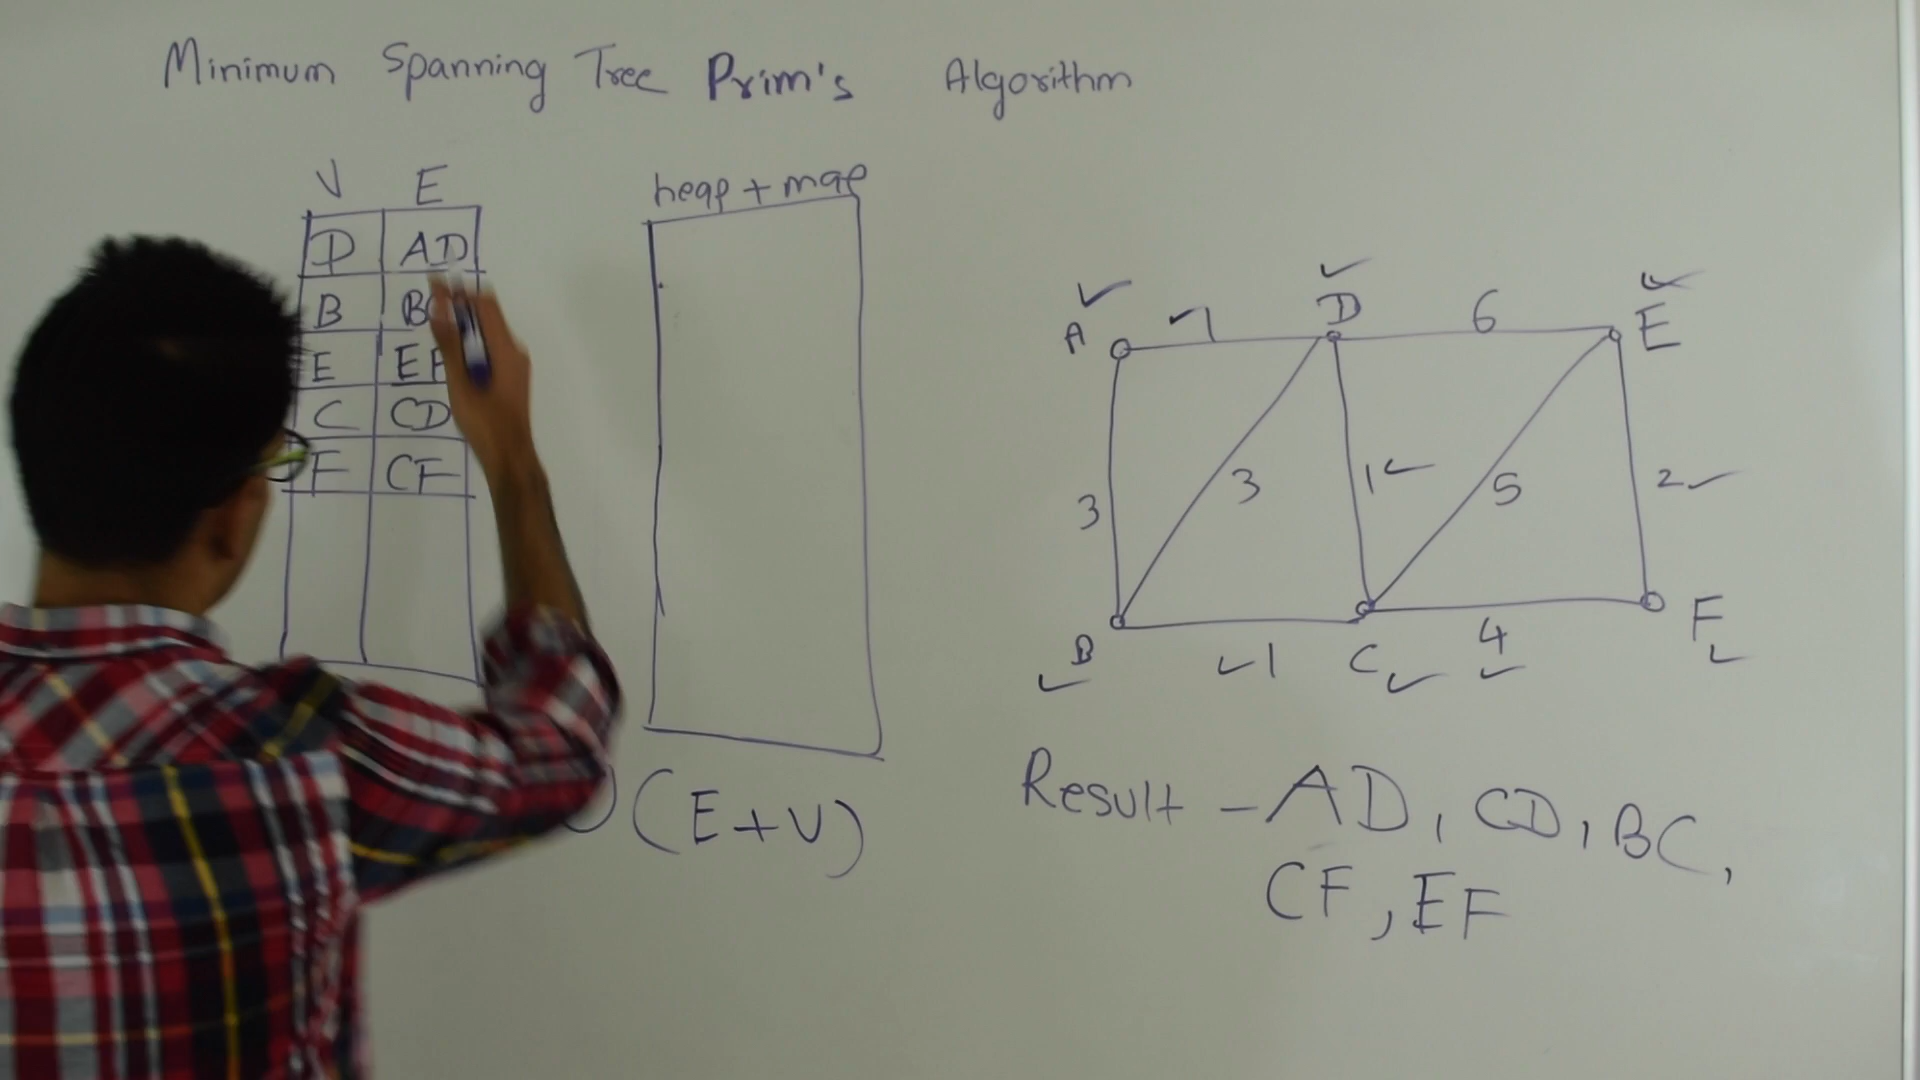 Minimum Spanning Tree Prim's Algorithm
V E
heap + map
D AD
B
E
C CD
F CF
A
D
6
E
3
3
1
5
2
B
1
C
4
F
(E+V)
Result - AD, CD, BC,
CF, EF